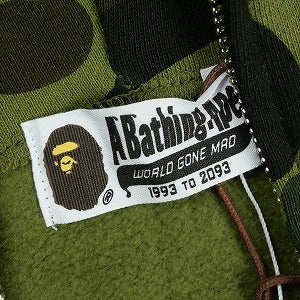 A Bathing Ape
WORLD GONE MAD
1993 TO 2093
®